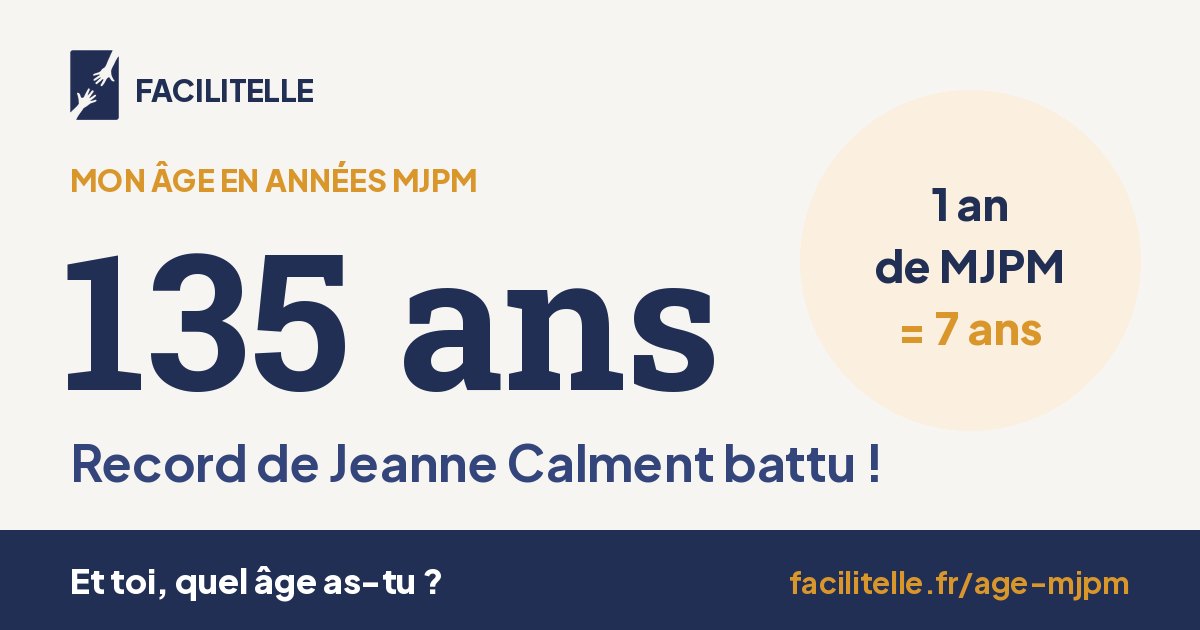 FACILITELLE
MON ÂGE EN ANNÉES MJPM
135 ans
Record de Jeanne Calment battu !
1 an
de MJPM
= 7 ans
Et toi, quel âge as-tu ?
facilitelle.fr/age-mjpm